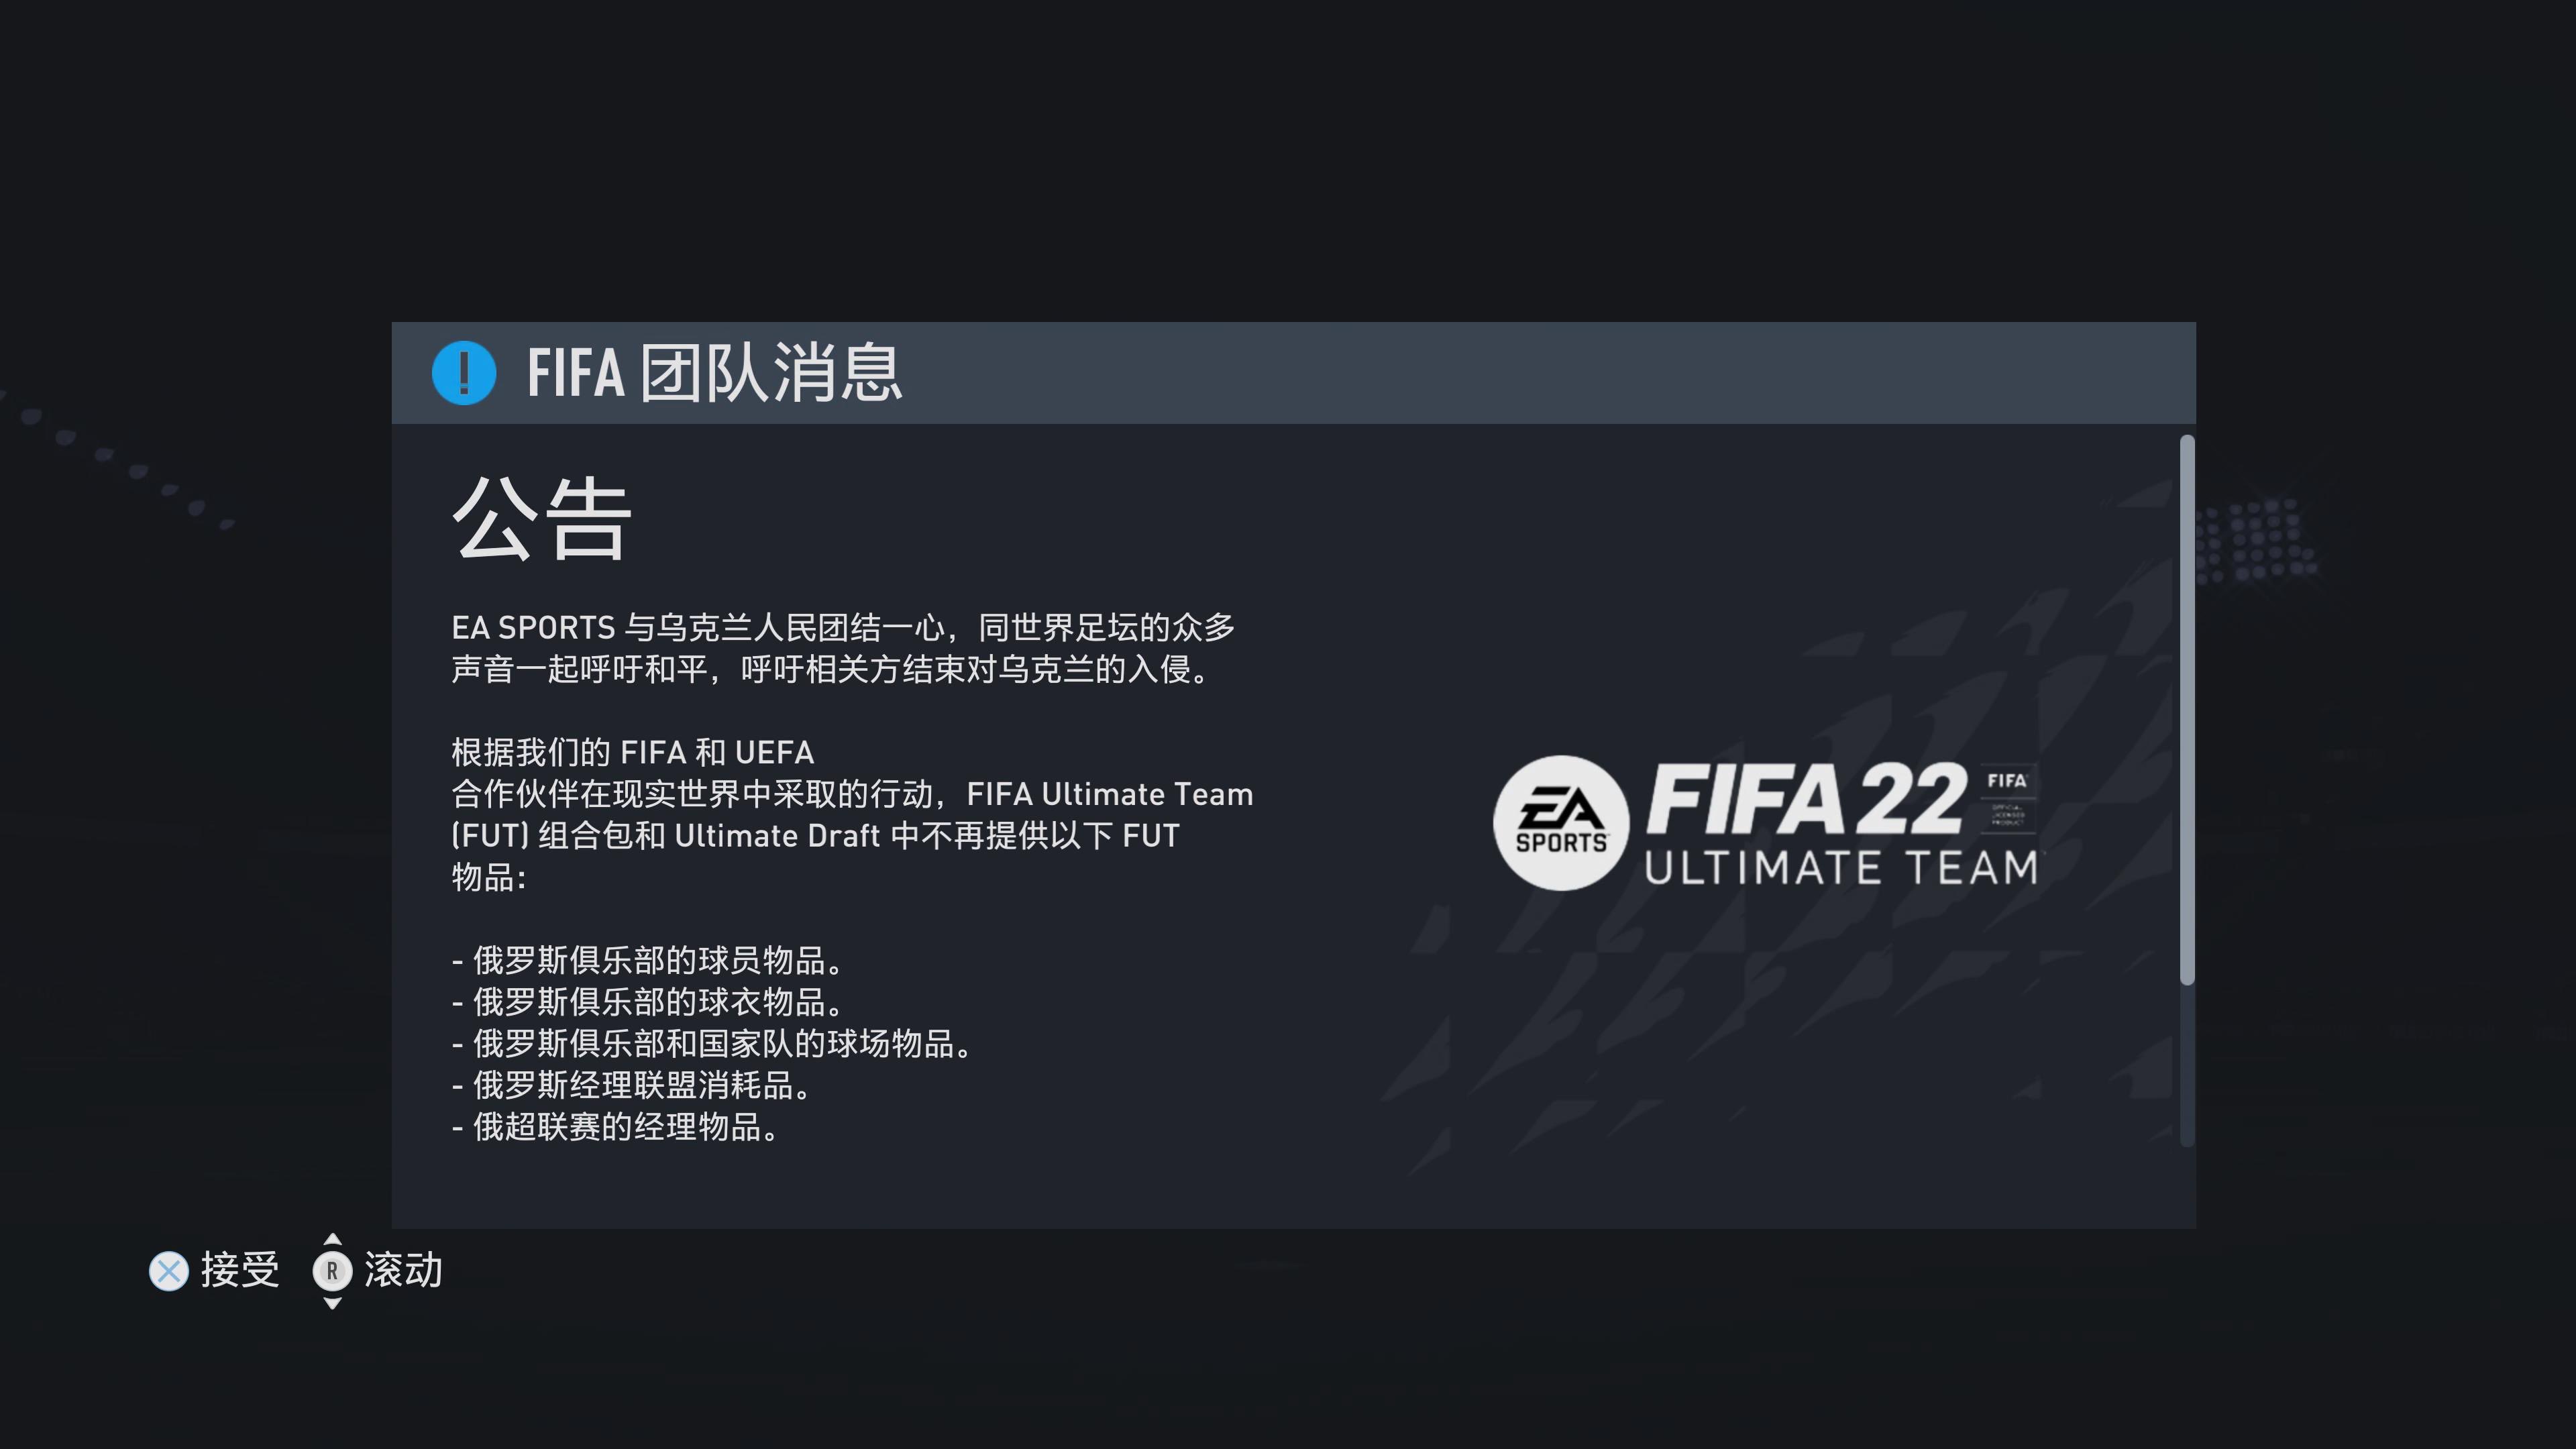 FIFA 团队消息
公告
EA SPORTS 与乌克兰人民团结一心，同世界足坛的众多
声音一起呼吁和平，呼吁相关方结束对乌克兰的入侵。
根据我们的 FIFA 和 UEFA
合作伙伴在现实世界中采取的行动，FIFA Ultimate Team
(FUT) 组合包和 Ultimate Draft 中不再提供以下 FUT
物品：
- 俄罗斯俱乐部的球员物品。
- 俄罗斯俱乐部的球衣物品。
- 俄罗斯俱乐部和国家队的球场物品。
- 俄罗斯经理联盟消耗品。
- 俄超联赛的经理物品。
EA SPORTS
FIFA 22
FIFA
OFFICIAL
LICENSED
PRODUCT
ULTIMATE TEAM
接受 R 滚动